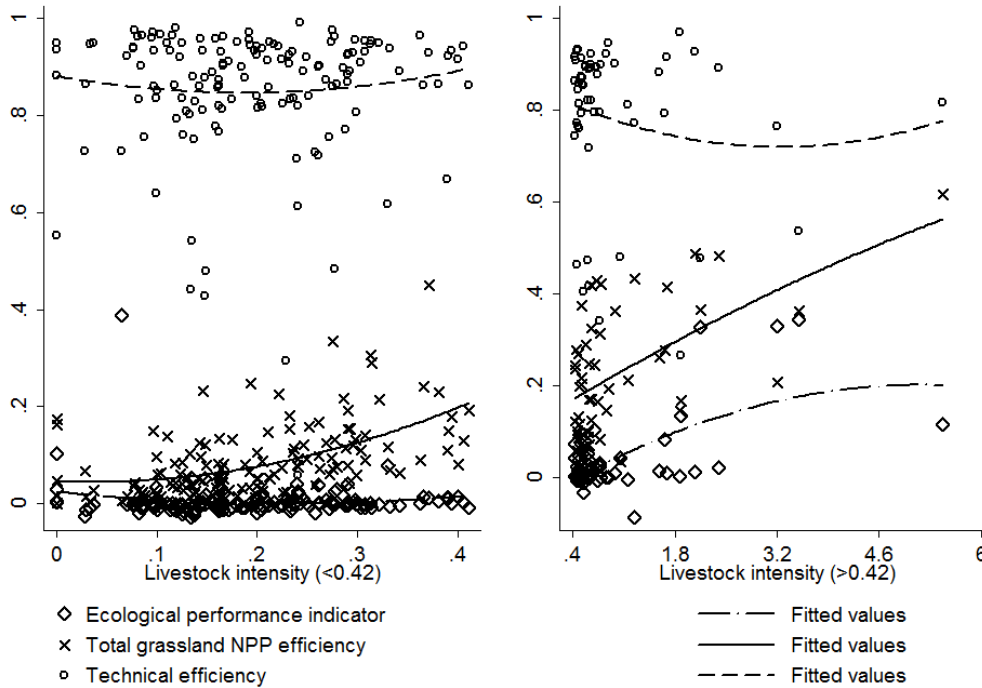 1
.8
.6
.4
.2
0
0
.1
.2
.3
.4
Livestock intensity (<0.42)
1
.8
.6
.4
.2
0
.4
1.8
3.2
4.6
6
Livestock intensity (>0.42)
Ecological performance indicator
Total grassland NPP efficiency
Technical efficiency
Fitted values
Fitted values
Fitted values